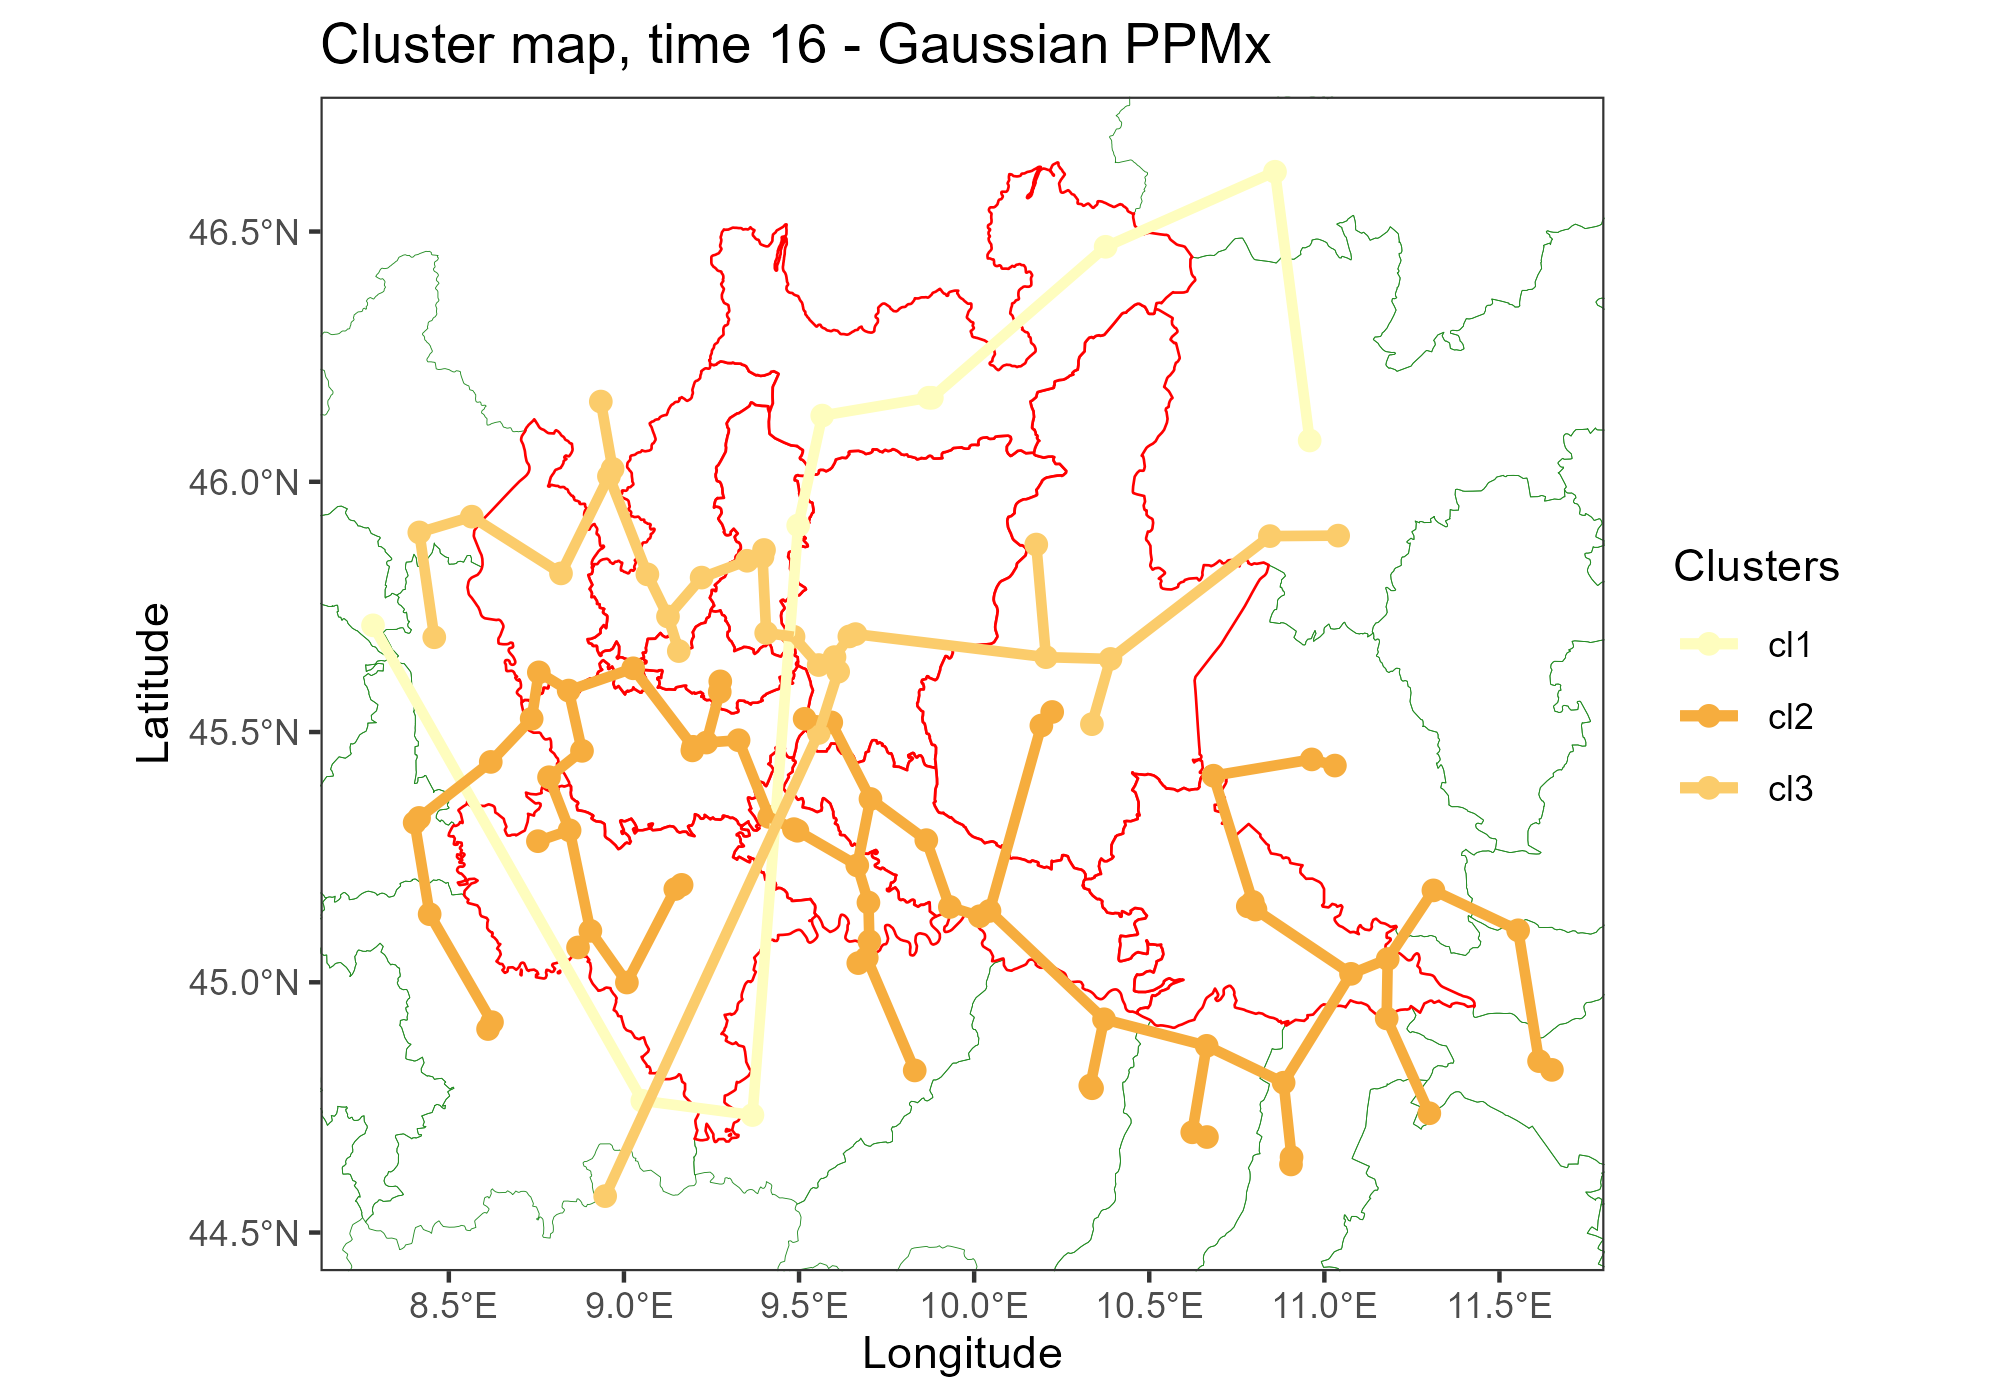 Cluster map, time 16 - Gaussian PPMx
46.5°N
46.0°N
45.5°N
45.0°N
44.5°N
Latitude
8.5°E 9.0°E 9.5°E 10.0°E 10.5°E 11.0°E 11.5°E
Longitude
Clusters
cl1
cl2
cl3